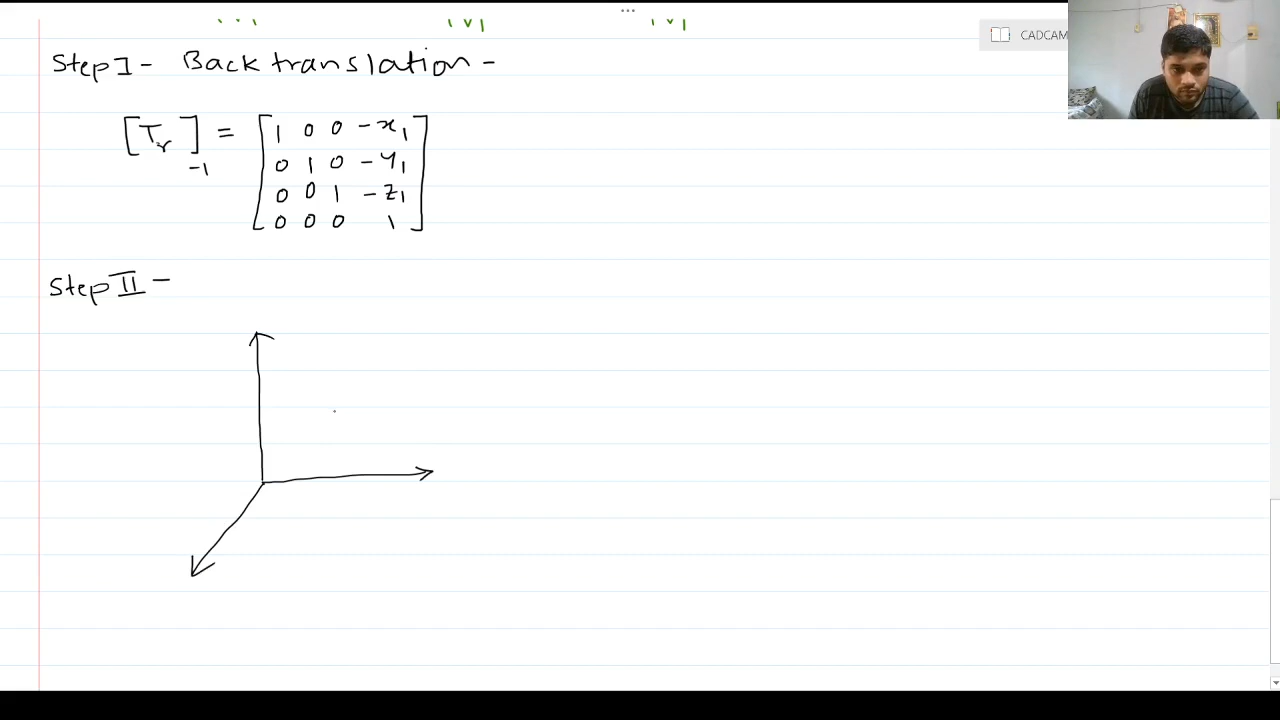 CADCAM
Step I - Back translation -
[Tr]-1 = [1 0 0 -x1
0 1 0 -y1
0 0 1 -z1
0 0 0 1]
Step II -